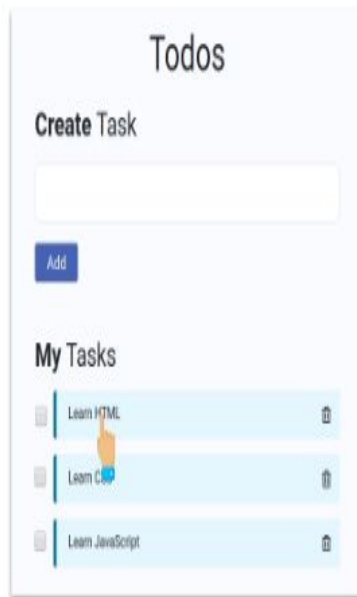 Todos
Create Task
Add
My Tasks
Learn HTML
Learn
Learn JavaScript